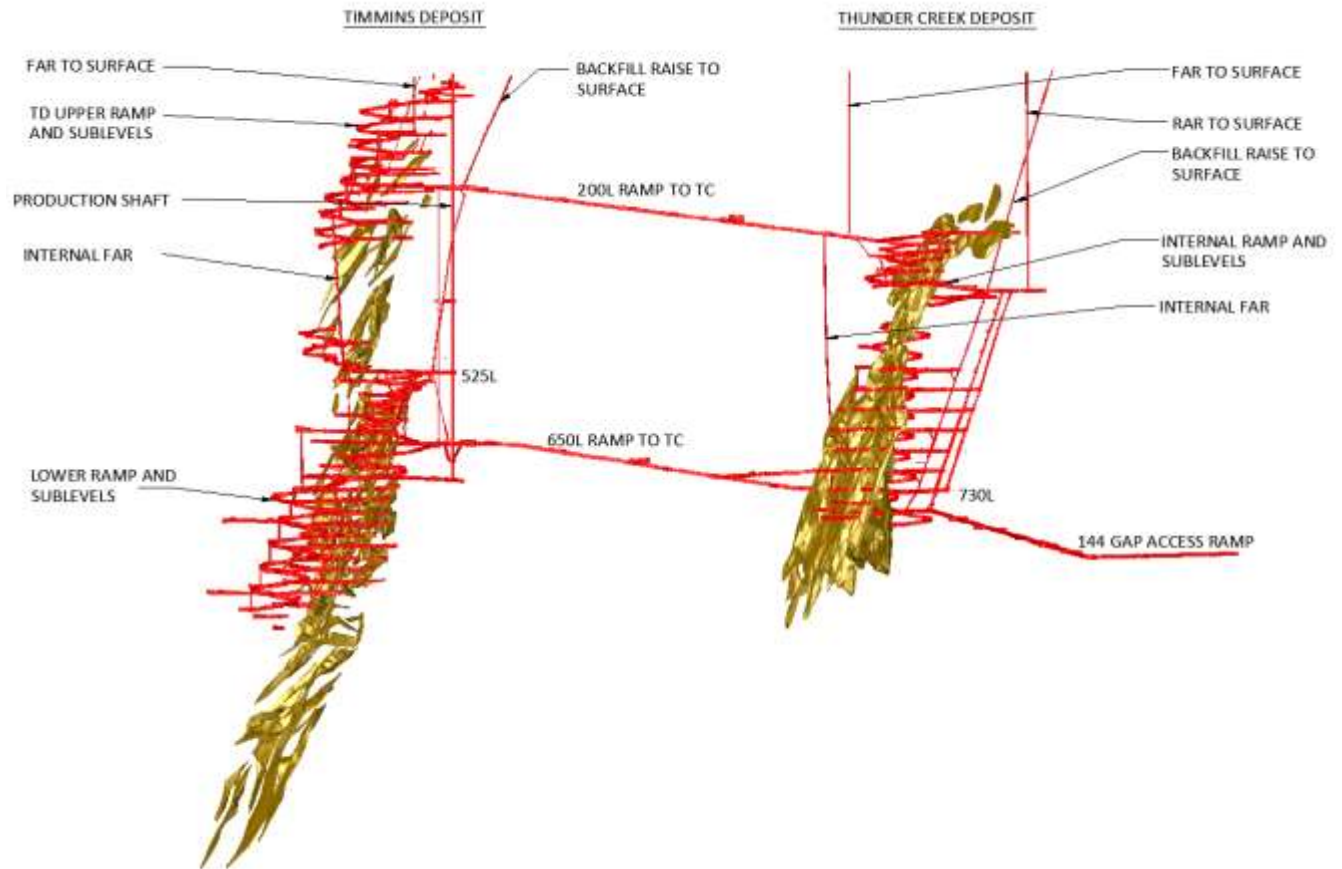 TIMMINS DEPOSIT
THUNDER CREEK DEPOSIT
FAR TO SURFACE
TD UPPER RAMP
AND SUBLEVELS
PRODUCTION SHAFT
INTERNAL FAR
LOWER RAMP AND
SUBLEVELS
BACKFILL RAISE TO
SURFACE
200L RAMP TO TC
525L
650L RAMP TO TC
FAR TO SURFACE
RAR TO SURFACE
BACKFILL RAISE TO
SURFACE
INTERNAL RAMP AND
SUBLEVELS
INTERNAL FAR
730L
144 GAP ACCESS RAMP